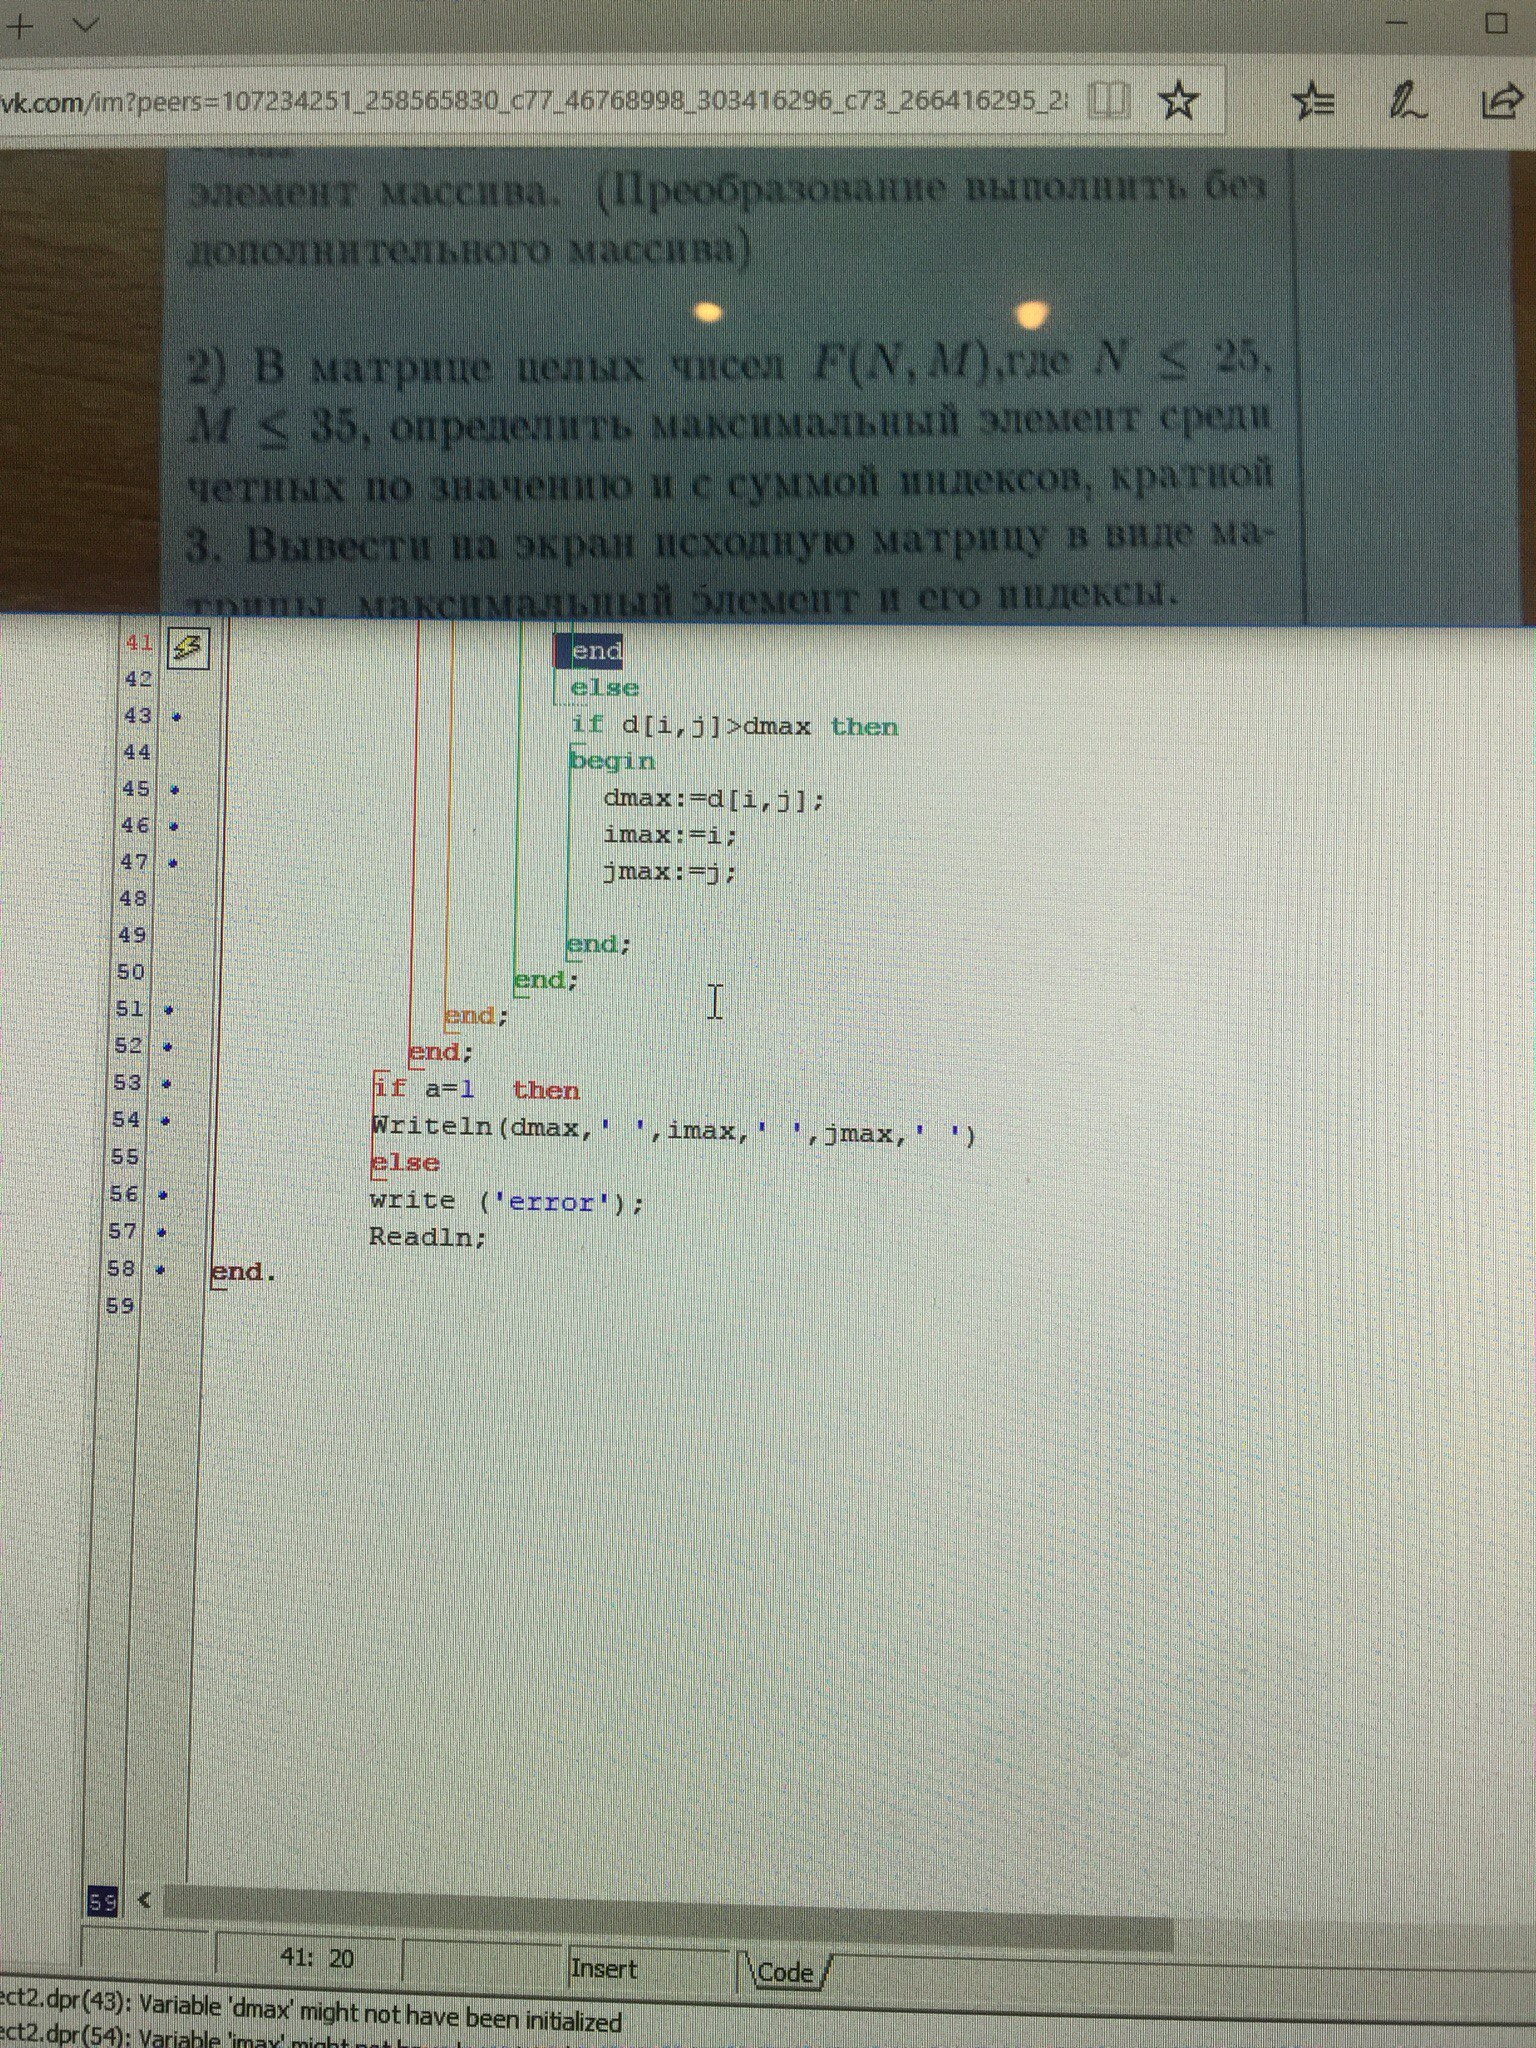 vk.com/im?peers=107234251_258565830_c77_46768998_303416296_c73_266416295_2
элемент массива. (Преобразование выполнить без
дополнительного массива)
2) В матрице целых чисел F(N, M),где N ≤ 25,
M ≤ 35, определить максимальный элемент среди
четных по значению и с суммой индексов, кратной
3. Вывести на экран исходную матрицу в виде ма-
трицы, максимальный элемент и его индексы.
41 end
42 else
43 if d[i,j]>dmax then
44 begin
45 dmax:=d[i,j];
46 imax:=i;
47 jmax:=j;
48
49 end;
50 end;
51 end;
52 end;
53 if a=1 then
54 Writeln(dmax,' ',imax,' ',jmax,' ')
55 else
56 write ('error');
57 Readln;
58 end.
59
59
41: 20 Insert Code
ect2.dpr(43): Variable 'dmax' might not have been initialized
ect2.dpr(54): Variable 'imax' might not have